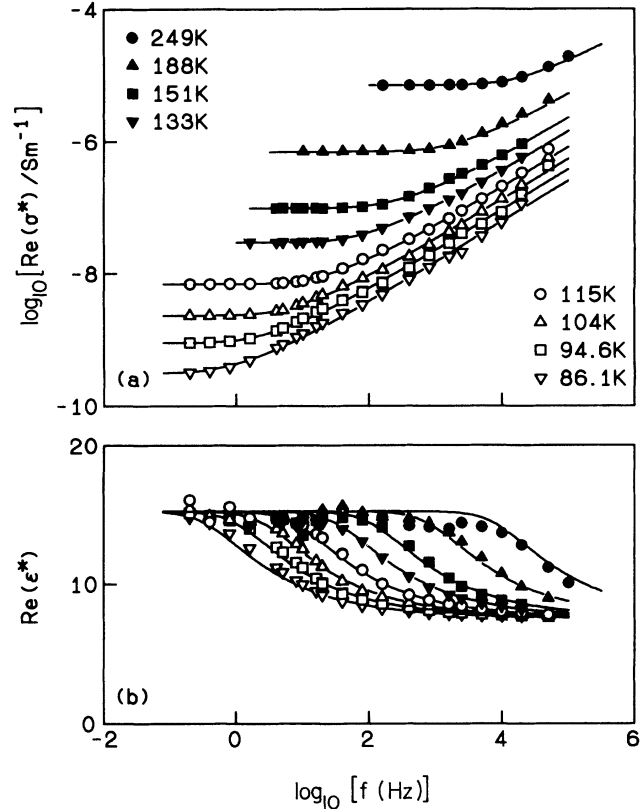 -4
249K
188K
151K
133K
log₁₀ [Re(σ*)/Sm⁻¹]
-6
-8
115K
104K
94.6K
86.1K
(a)
-10
20
Re(ε*)
10
(b)
0
-2
0
2
4
6
log₁₀ [f (Hz)]